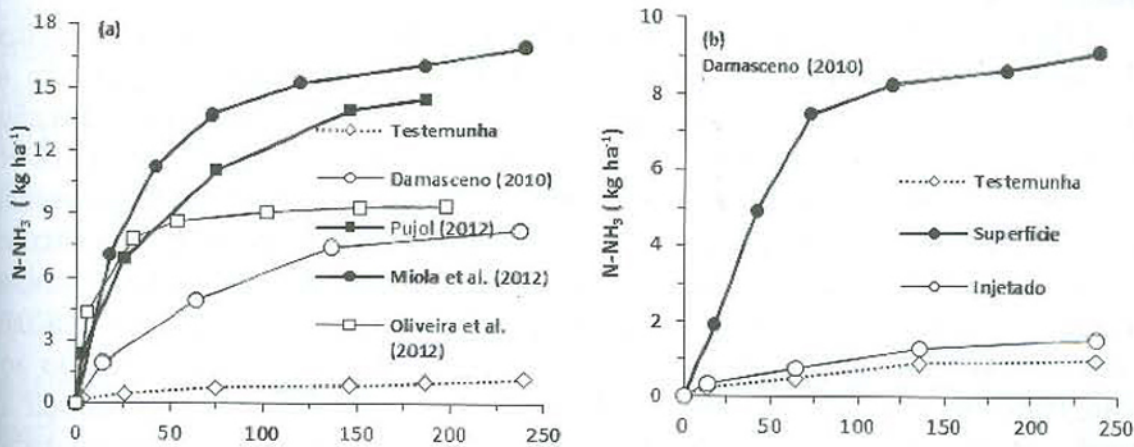 (a)
N-NH₃ ( kg ha⁻¹)
18
15
12
9
6
3
0
0 50 100 150 200 250
Testemunha
Damasceno (2010)
Pujol (2012)
Miola et al. (2012)
Oliveira et al.
(2012)
(b)
Damasceno (2010)
N-NH₃ ( kg ha⁻¹)
10
8
6
4
2
0
0 50 100 150 200 250
Testemunha
Superfície
Injetado